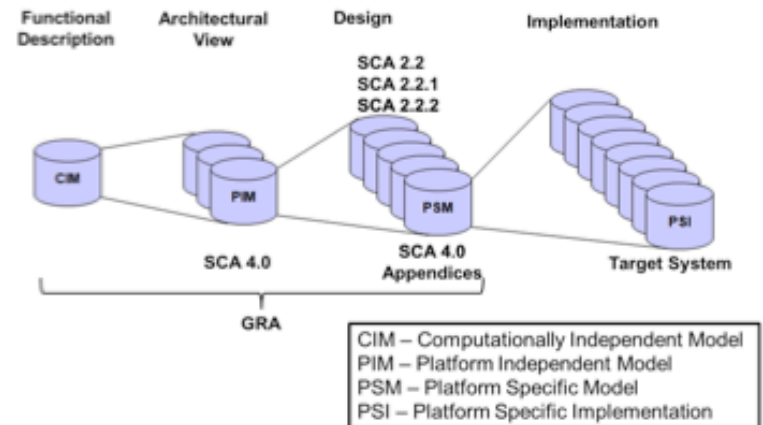 Functional
Description
Architectural
View
Design
Implementation
SCA 2.2
SCA 2.2.1
SCA 2.2.2
CIM
PIM
PSM
PSI
SCA 4.0
SCA 4.0
Appendices
Target System
GRA
CIM – Computationally Independent Model
PIM – Platform Independent Model
PSM – Platform Specific Model
PSI – Platform Specific Implementation